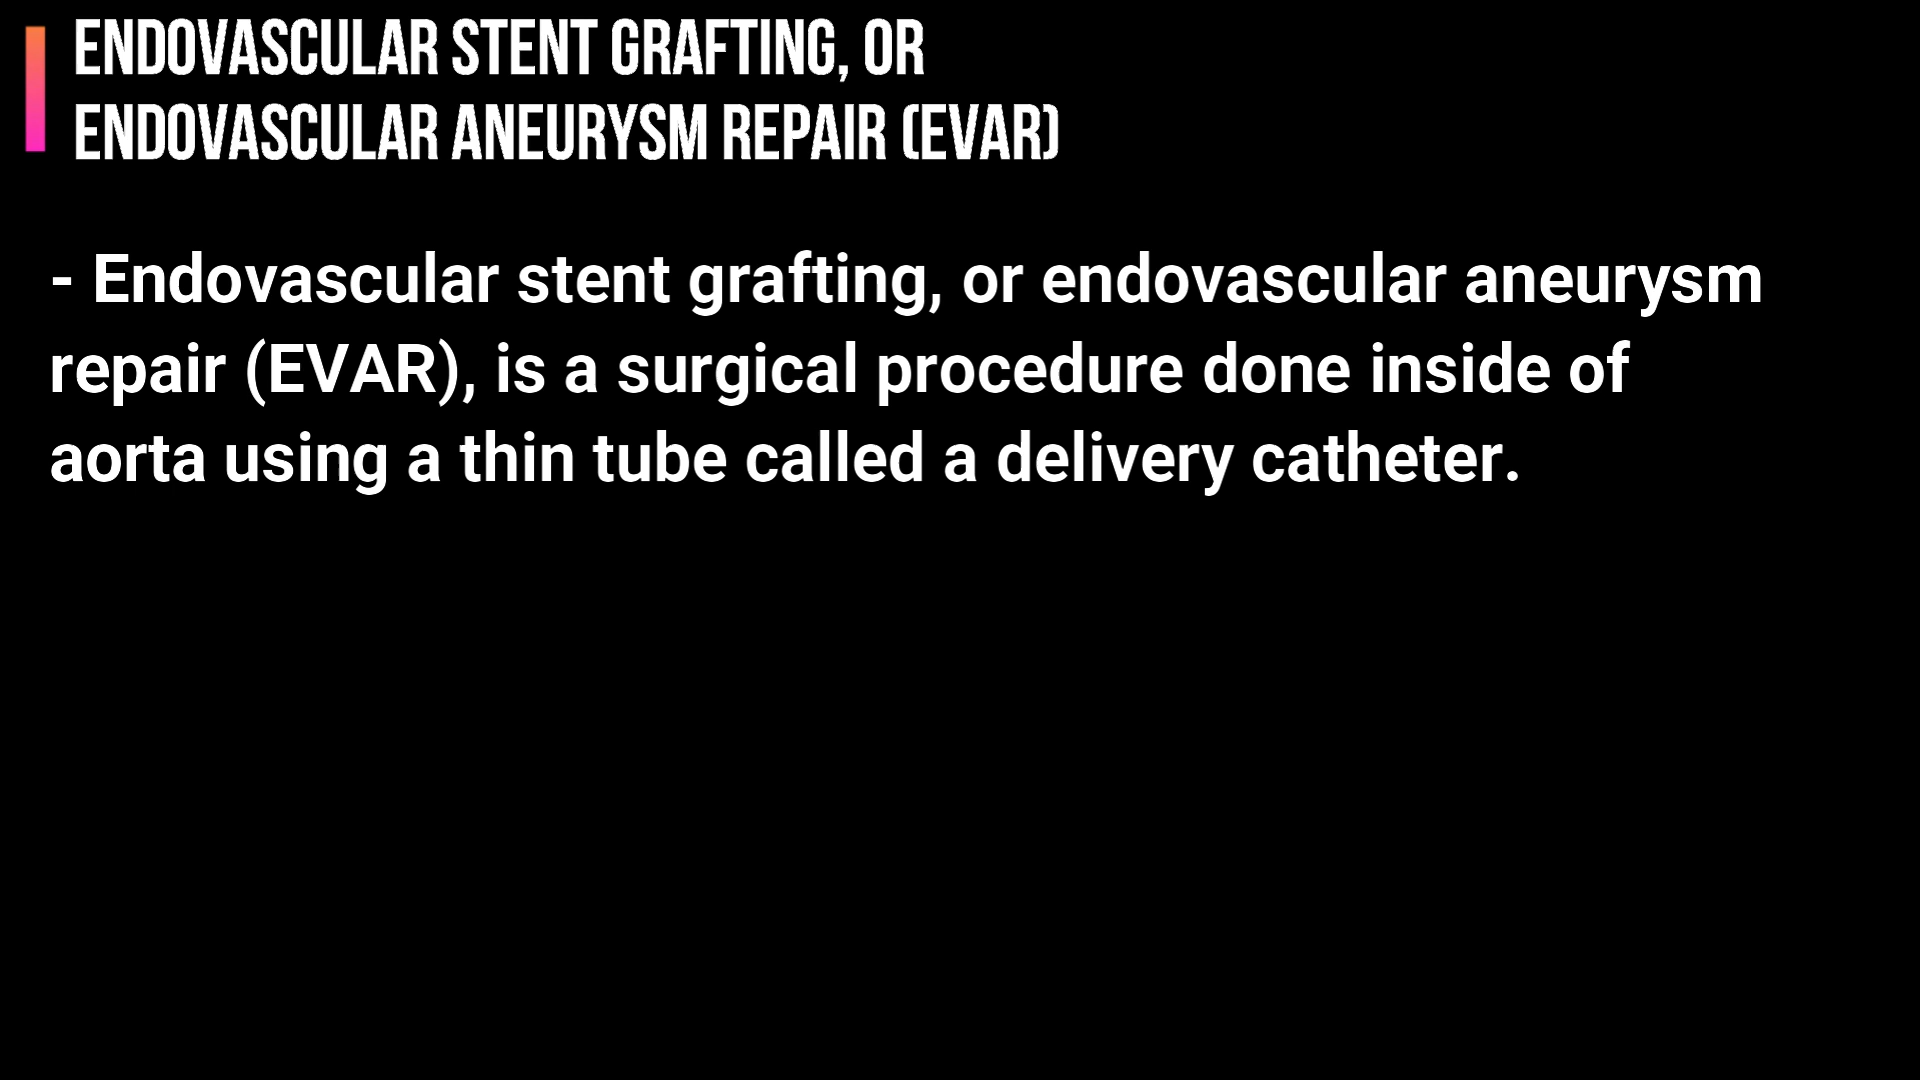 ENDOVASCULAR STENT GRAFTING, OR
ENDOVASCULAR ANEURYSM REPAIR (EVAR)
- Endovascular stent grafting, or endovascular aneurysm
repair (EVAR), is a surgical procedure done inside of
aorta using a thin tube called a delivery catheter.